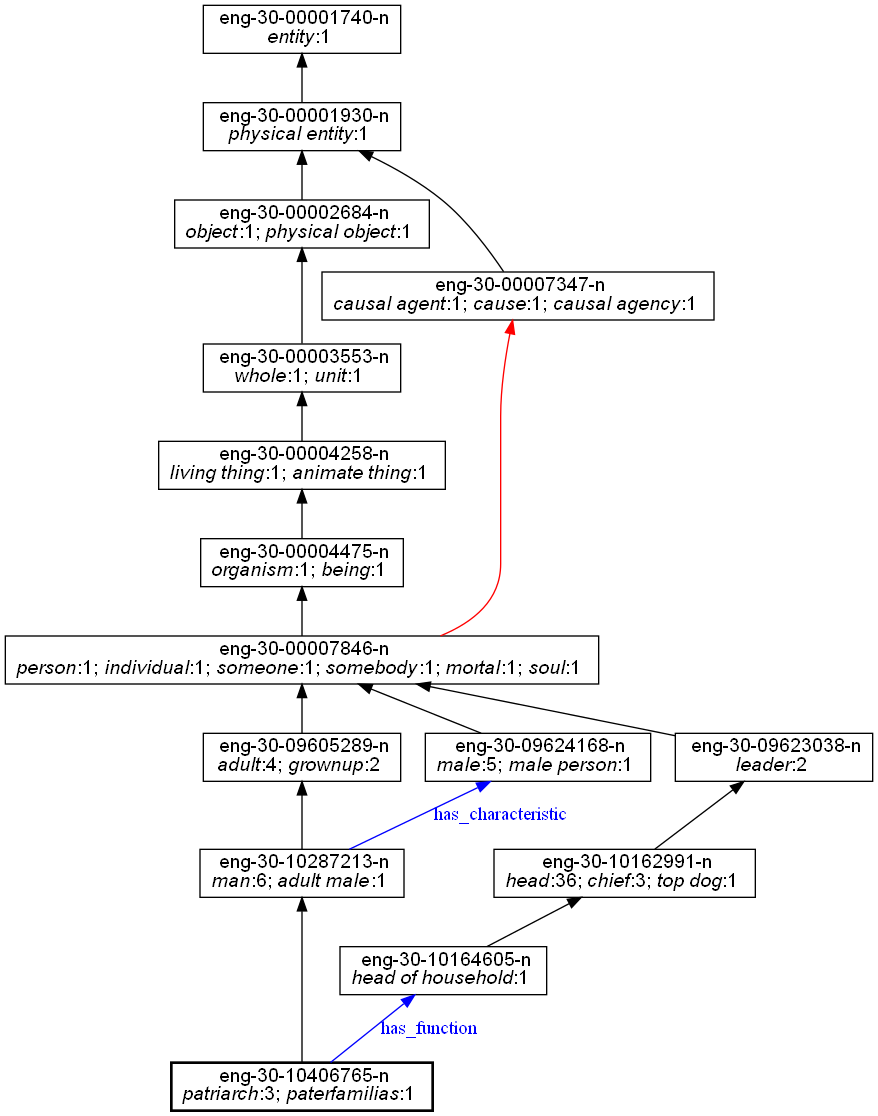 eng-30-00001740-n
entity:1
eng-30-00001930-n
physical entity:1
eng-30-00002684-n
object:1; physical object:1
eng-30-00007347-n
causal agent:1; cause:1; causal agency:1
eng-30-00003553-n
whole:1; unit:1
eng-30-00004258-n
living thing:1; animate thing:1
eng-30-00004475-n
organism:1; being:1
eng-30-00007846-n
person:1; individual:1; someone:1; somebody:1; mortal:1; soul:1
eng-30-09605289-n
adult:4; grownup:2
eng-30-09624168-n
male:5; male person:1
eng-30-09623038-n
leader:2
has_characteristic
eng-30-10287213-n
man:6; adult male:1
eng-30-10162991-n
head:36; chief:3; top dog:1
eng-30-10164605-n
head of household:1
has_function
eng-30-10406765-n
patriarch:3; paterfamilias:1